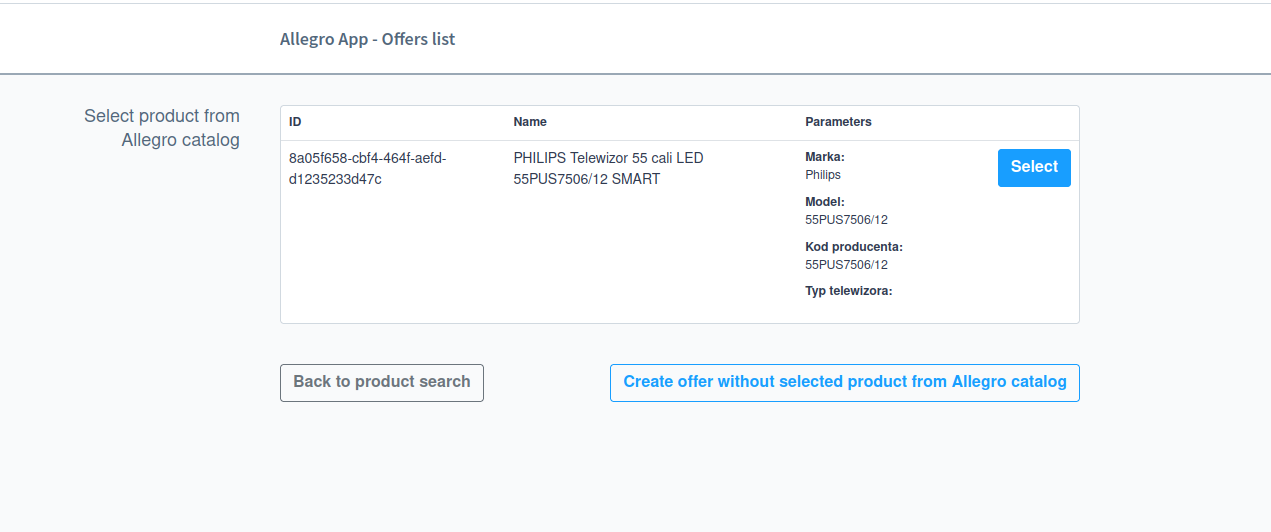 Allegro App - Offers list
Select product from
Allegro catalog
ID Name Parameters
8a05f658-cbf4-464f-aefd-
d1235233d47c
PHILIPS Telewizor 55 cali LED
55PUS7506/12 SMART
Marka:
Philips
Model:
55PUS7506/12
Kod producenta:
55PUS7506/12
Typ telewizora:
Select
Back to product search
Create offer without selected product from Allegro catalog